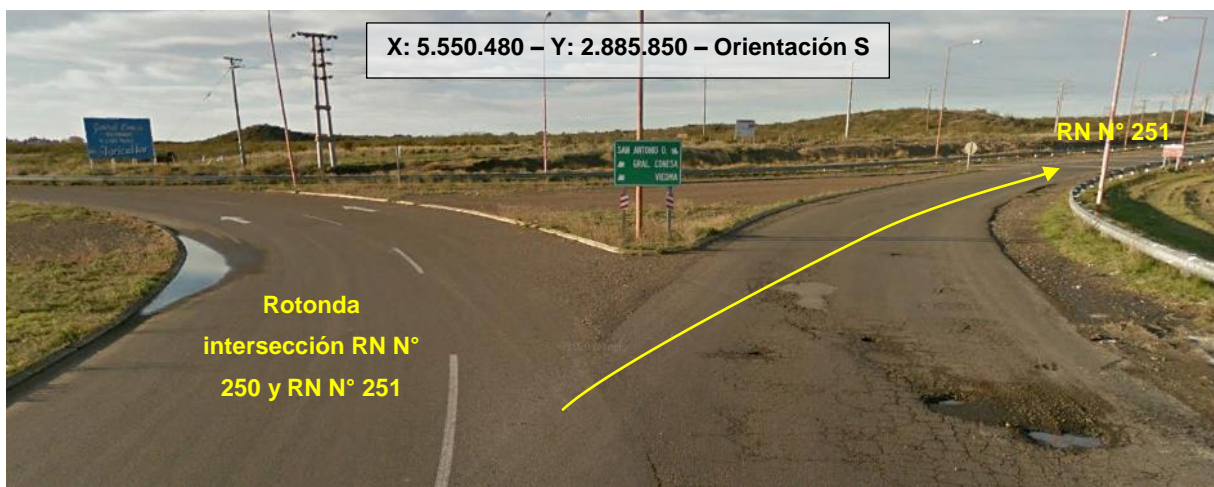 X: 5.550.480 – Y: 2.885.850 – Orientación S
RN N° 251
SAN ANTONIO O.
GRAL. CONESA
VIEDMA
Rotonda
intersección RN N°
250 y RN N° 251